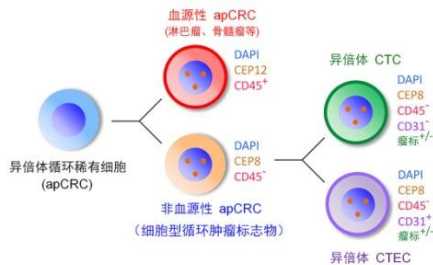 血源性 apCRC
(淋巴瘤、骨髓瘤等)
DAPI
CEP12
CD45⁺
异倍体循环稀有细胞
(apCRC)
DAPI
CEP8
CD45⁻
非血源性 apCRC
(细胞型循环肿瘤标志物)
异倍体 CTC
DAPI
CEP8
CD45⁻
CD31⁻
瘤标⁺/⁻
DAPI
CEP8
CD45⁻
CD31⁺
瘤标⁺/⁻
异倍体 CTEC